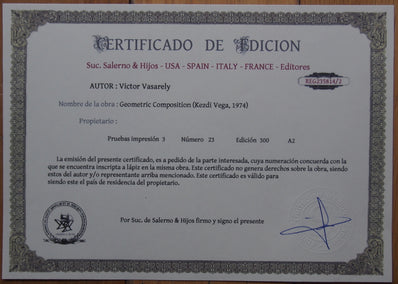 CERTIFICADO DE EDICION
Suc. Salerno & Hijos - USA - SPAIN - ITALY - FRANCE - Editores
REG255814/2
AUTOR : Victor Vasarely
Nombre de la obra : Geometric Composition (Kezdi Vega, 1974)
Propietario :
Pruebas impresión 3 Número 23 Edición 300 A2
La emisión del presente certificado, es a pedido de la parte interesada, cuya numeración concuerda con la
que se encuentra inscripta a lápiz en la misma obra. Este certificado no genera derechos sobre la obra, siendo
estos del autor y/o representante arriba mencionado. Este certificado es válido para
siendo este el país de residencia del propietario.
Por Suc. de Salerno & Hijos firmo y signo el presente